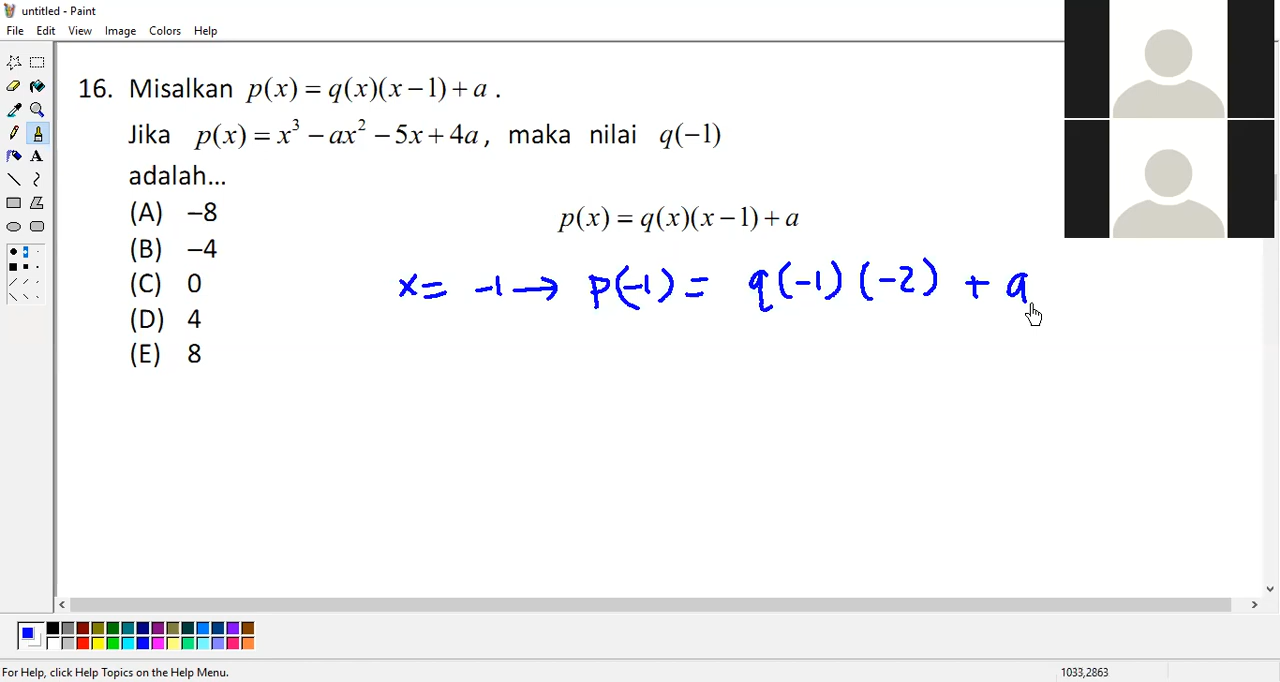 untitled - Paint
File Edit View Image Colors Help
16. Misalkan p(x) = q(x)(x − 1) + a .
Jika p(x) = x³ − ax² − 5x + 4a, maka nilai q(−1)
adalah...
(A) −8
(B) −4
(C) 0
(D) 4
(E) 8
p(x) = q(x)(x − 1) + a
x = -1 → p(-1) = q(-1)(-2) + a
For Help, click Help Topics on the Help Menu.
1033,2863